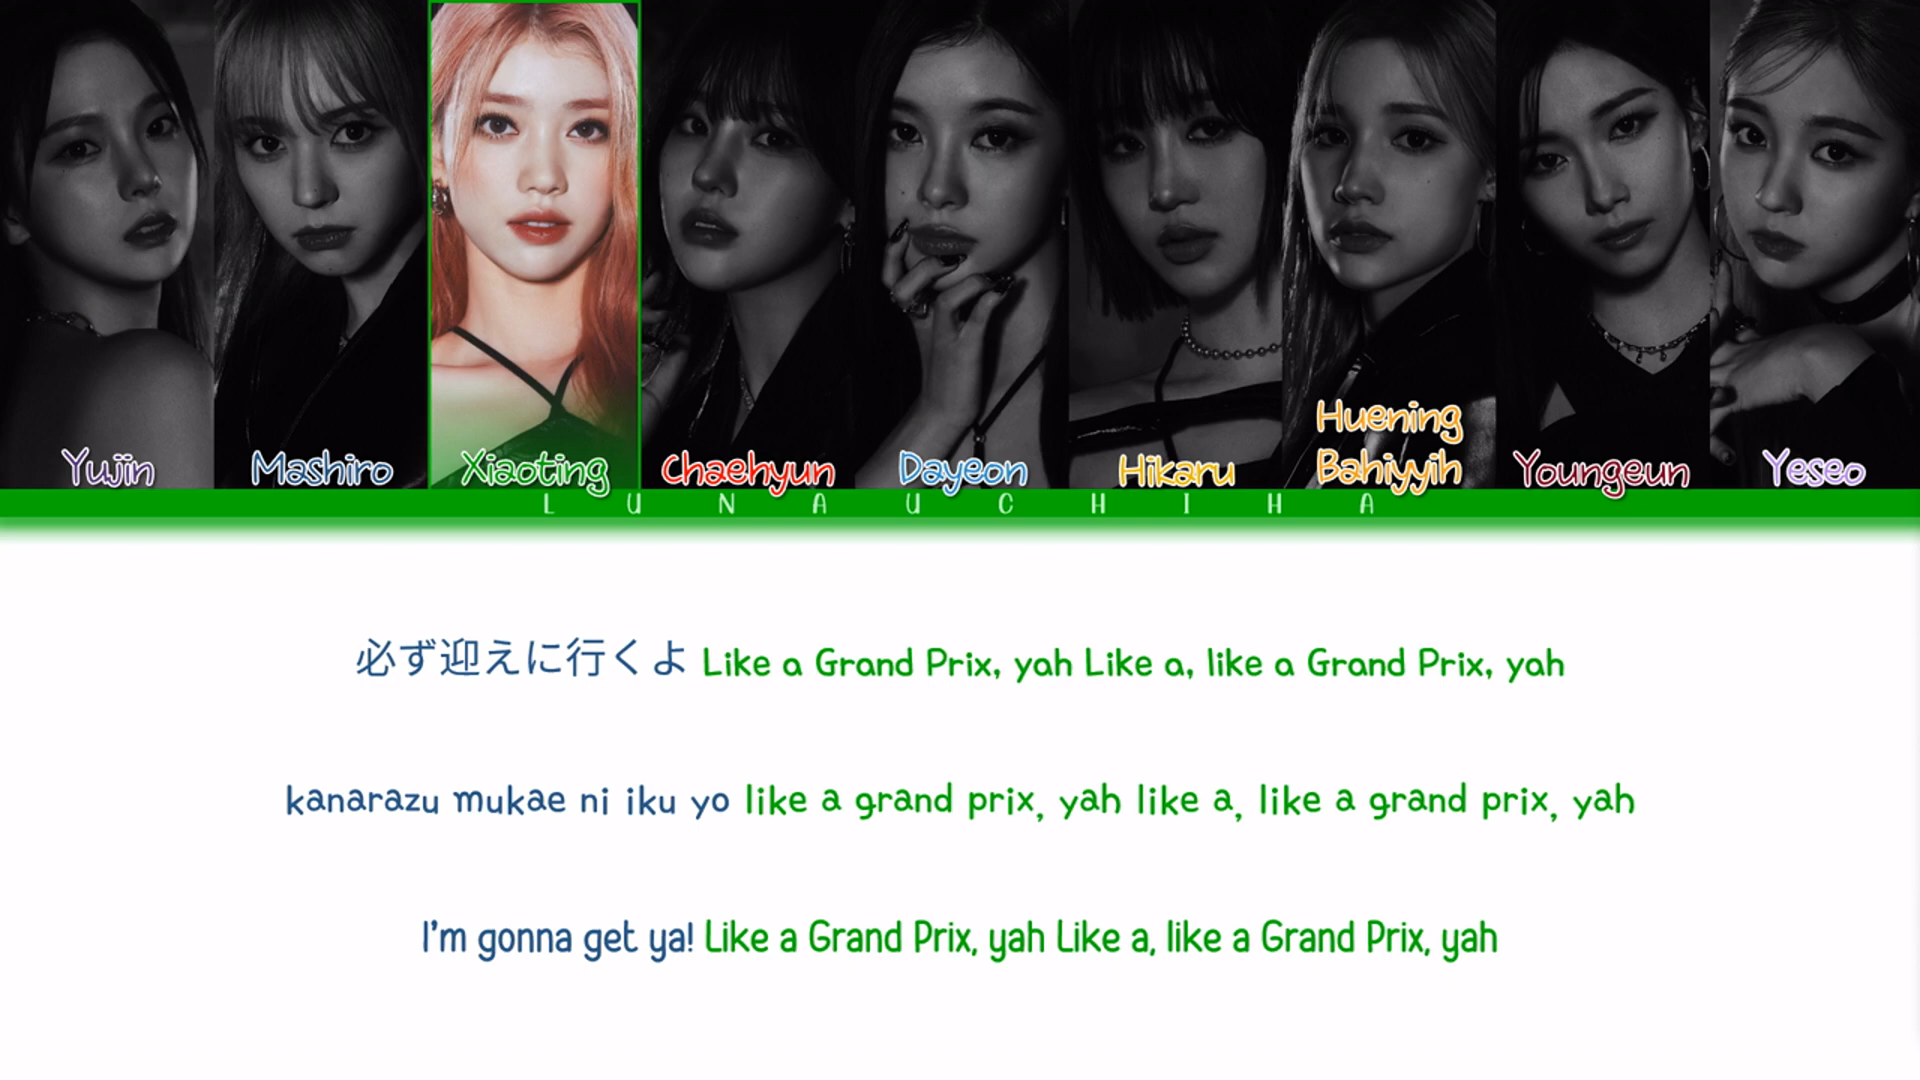 Yujin
Mashiro
Xiaoting
Chaehyun
Dayeon
Hikaru
Huening
Bahiyyih
Youngeun
Yeseo
L U N A U C H I H A
必ず迎えに行くよ Like a Grand Prix, yah Like a, like a Grand Prix, yah
kanarazu mukae ni iku yo like a grand prix, yah like a, like a grand prix, yah
I'm gonna get ya! Like a Grand Prix, yah Like a, like a Grand Prix, yah